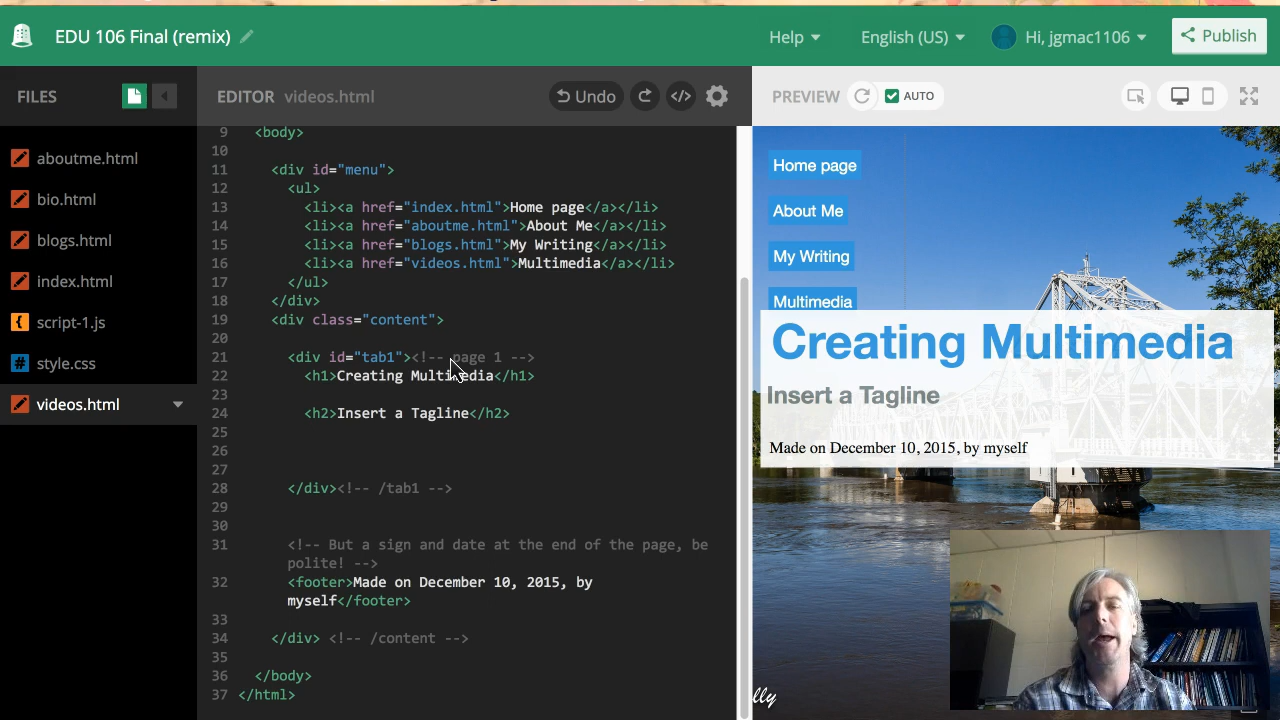 EDU 106 Final (remix)
Help
English (US)
Hi, jgmac1106
Publish
FILES
EDITOR videos.html
Undo
</>
PREVIEW
AUTO
aboutme.html
bio.html
blogs.html
index.html
script-1.js
style.css
videos.html
9 <body>
10
11 <div id="menu">
12 <ul>
13 <li><a href="index.html">Home page</a></li>
14 <li><a href="aboutme.html">About Me</a></li>
15 <li><a href="blogs.html">My Writing</a></li>
16 <li><a href="videos.html">Multimedia</a></li>
17 </ul>
18 </div>
19 <div class="content">
20
21 <div id="tab1"><!-- page 1 -->
22 <h1>Creating Multimedia</h1>
23
24 <h2>Insert a Tagline</h2>
25
26
27
28 </div><!-- /tab1 -->
29
30
31 <!-- But a sign and date at the end of the page, be
polite! -->
32 <footer>Made on December 10, 2015, by
myself</footer>
33
34 </div> <!-- /content -->
35
36 </body>
37 </html>
Home page
About Me
My Writing
Multimedia
Creating Multimedia
Insert a Tagline
Made on December 10, 2015, by myself
lly